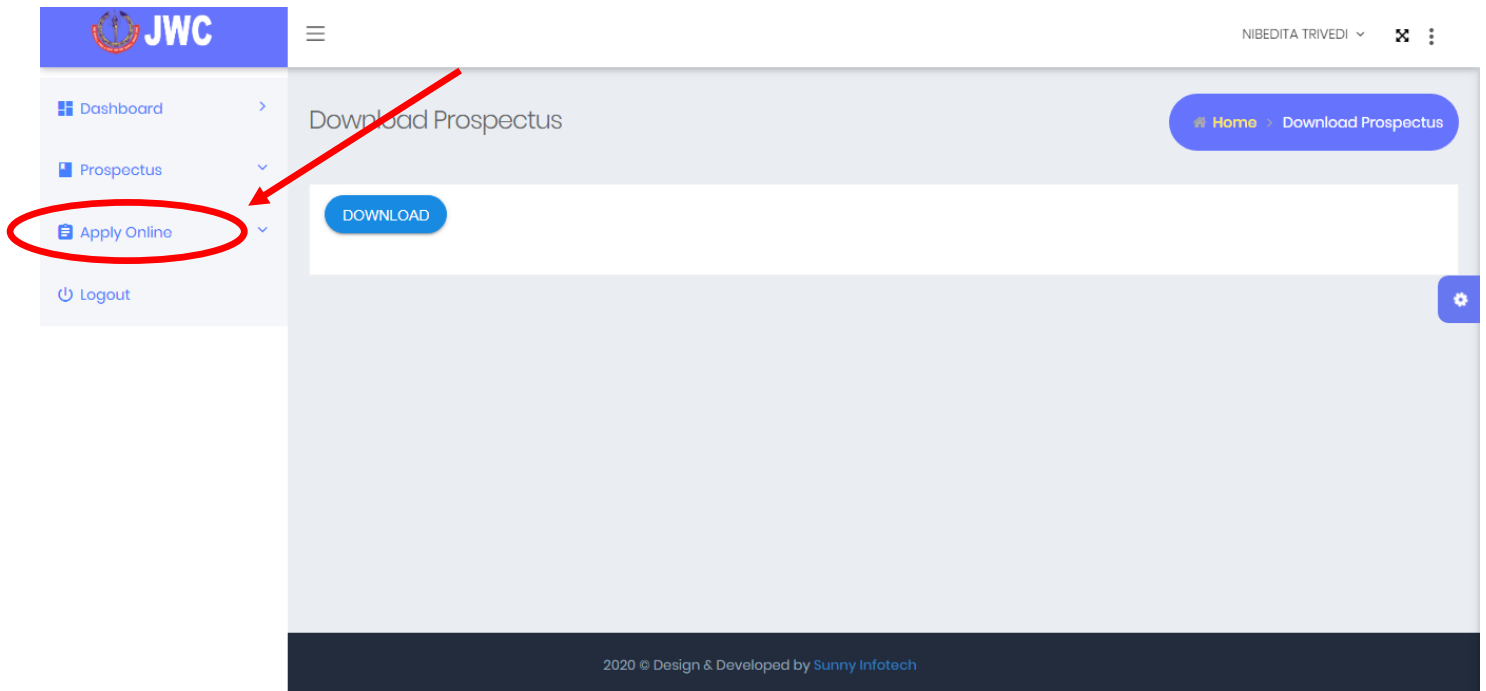 JWC
NIBEDITA TRIVEDI
Dashboard
Prospectus
Apply Online
Logout
Download Prospectus
Home > Download Prospectus
DOWNLOAD
2020 © Design & Developed by Sunny Infotech